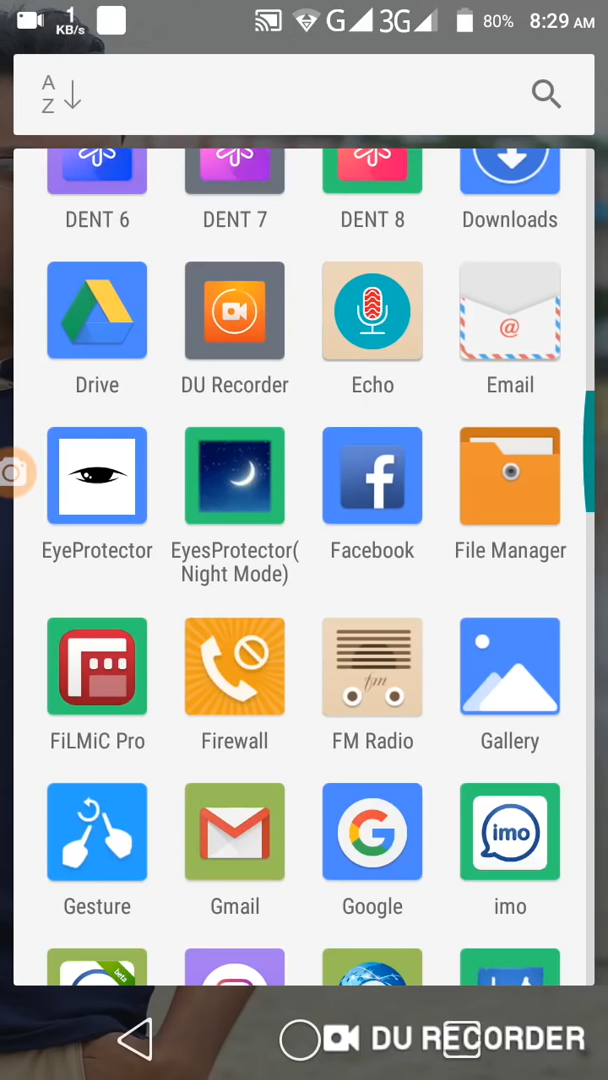 1
KB/s
G
3G
80%
8:29 AM
A
Z
DENT 6
DENT 7
DENT 8
Downloads
Drive
DU Recorder
Echo
@
Email
EyeProtector
EyesProtector(
Night Mode)
f
Facebook
File Manager
FiLMiC Pro
Firewall
fm
FM Radio
Gallery
Gesture
Gmail
G
Google
imo
imo
beta
DU RECORDER